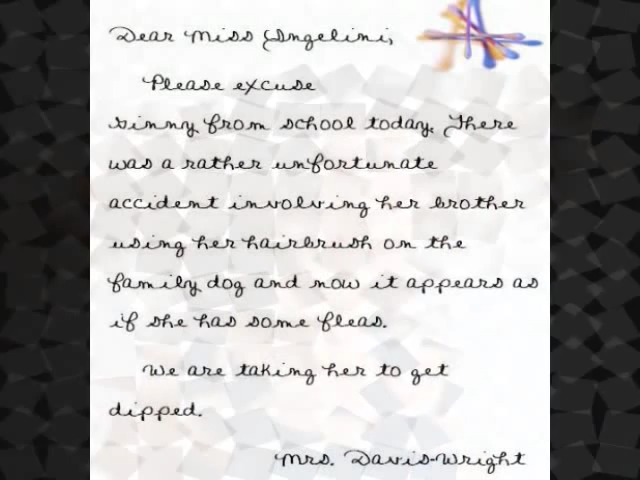 Dear Miss Angelini,
Please excuse
Ginny from school today. There
was a rather unfortunate
accident involving her brother
using her hairbrush on the
family dog and now it appears as
if she has some fleas.
We are taking her to get
dipped.
Mrs. Davis-Wright